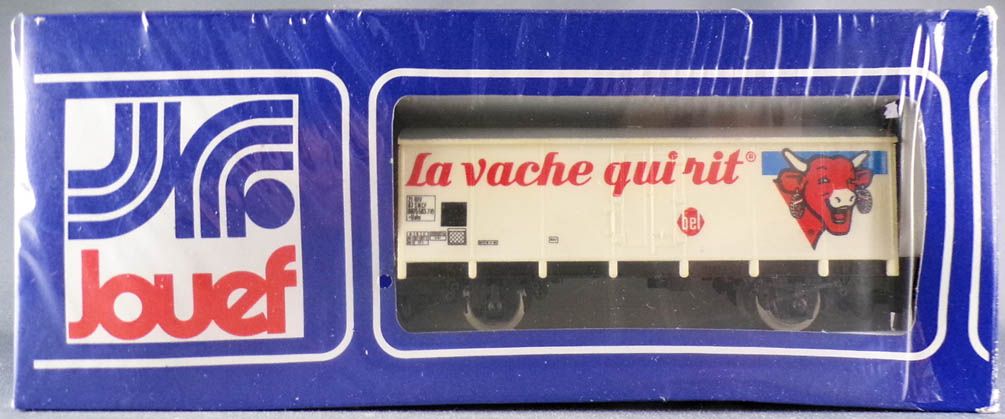 Jouef
La vache qui rit®
bel